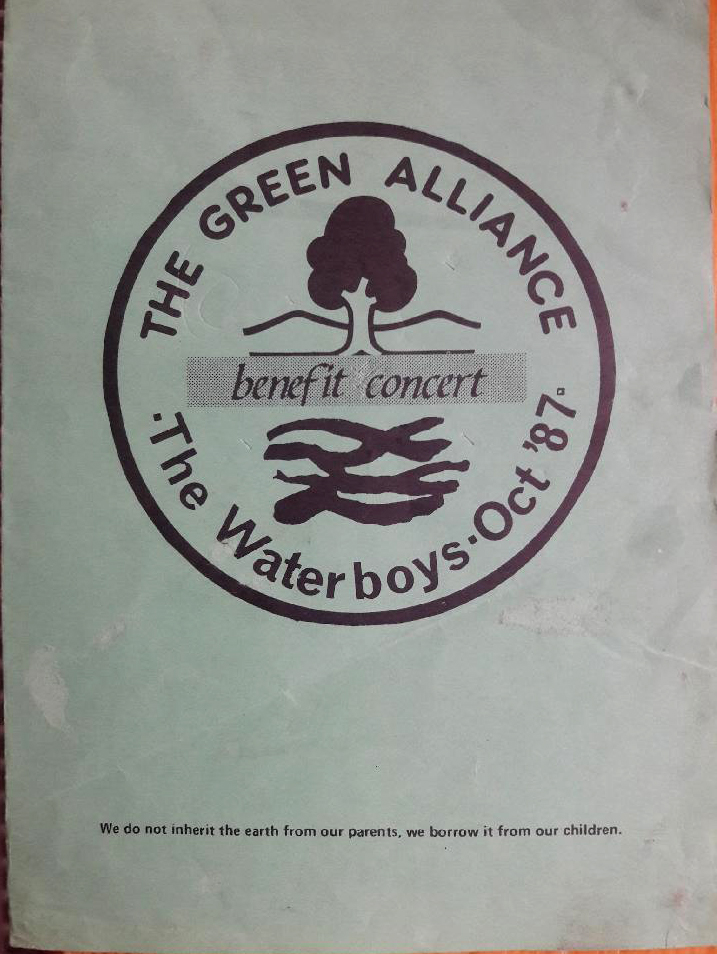 THE GREEN ALLIANCE
benefit concert
·The Waterboys·Oct '87·
We do not inherit the earth from our parents, we borrow it from our children.